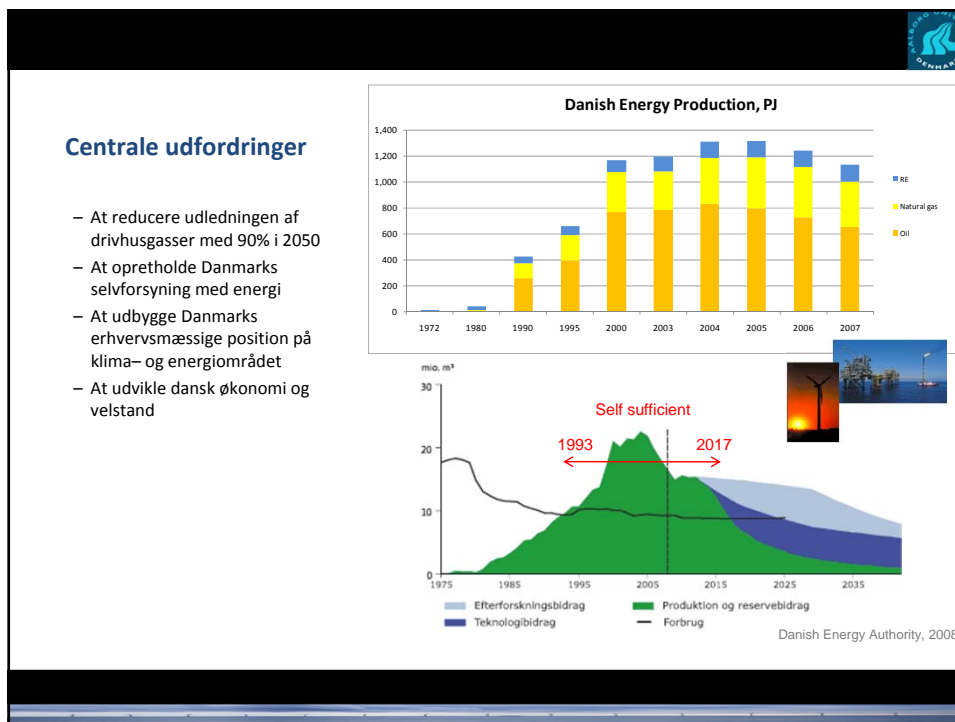 AALBORG UNIV
DENMARK
Centrale udfordringer
– At reducere udledningen af
drivhusgasser med 90% i 2050
– At opretholde Danmarks
selvforsyning med energi
– At udbygge Danmarks
erhvervsmæssige position på
klima– og energiområdet
– At udvikle dansk økonomi og
velstand
Danish Energy Production, PJ
1,400
1,200
1,000
800
600
400
200
0
1972 1980 1990 1995 2000 2003 2004 2005 2006 2007
RE
Natural gas
Oil
mio. m³
30
20
10
0
Self sufficient
1993 2017
1975 1985 1995 2005 2015 2025 2035
Efterforskningsbidrag Produktion og reservebidrag
Teknologibidrag Forbrug
Danish Energy Authority, 2008